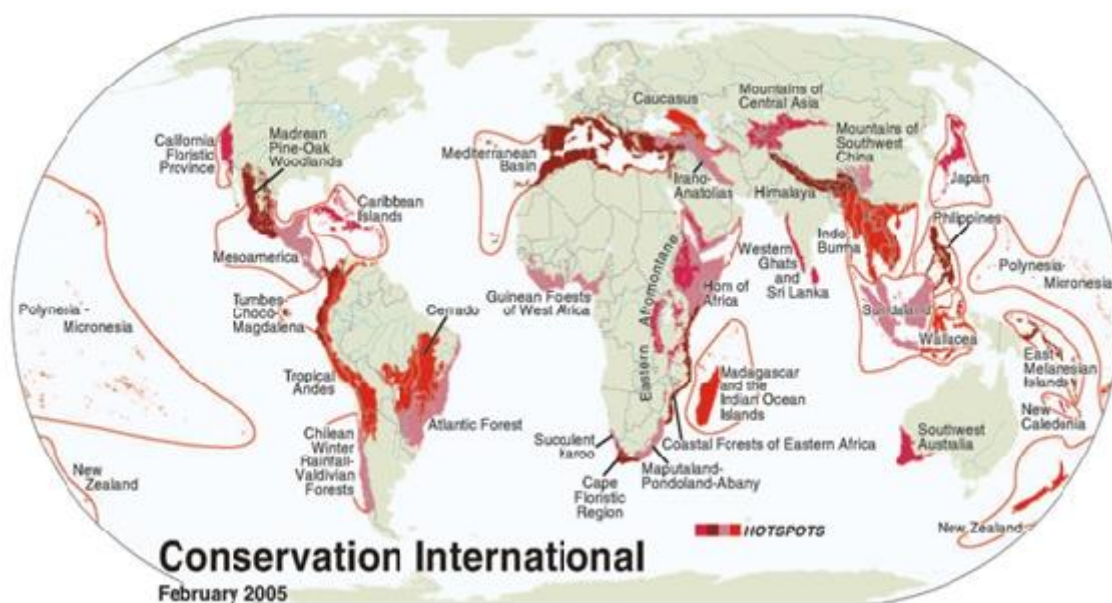 Caucasus
Mountains of
Central Asia
California
Floristic
Province
Madrean
Pine-Oak
Woodlands
Mediterranean
Basin
Mountains of
Southwest
China
Irano-
Anatolias
Himalaya
Japan
Caribbean
Islands
Mesoamerica
Philippines
Indo
Burma
Western
Ghats
and
Sri Lanka
Horn of
Africa
Eastern Afromontane
Guinean Foests
of West Africa
Polynesia-
Micronesia
Polynesia -
Micronesia
Tumbes-
Choco-
Magdalena
Cerrado
Sundaland
Wallacea
East
Melanesian
Islands
Tropical
Andes
Madagascar
and the
Indian Ocean
Islands
New
Caledonia
Atlantic Forest
Chilean
Winter
Rainfall-
Valdivian
Forests
Succulent
Karoo
Coastal Forests of Eastern Africa
Southwest
Australia
Maputaland-
Pondoland-Abany
Cape
Floristic
Region
New
Zealand
New Zealand
HOTSPOTS
Conservation International
February 2005